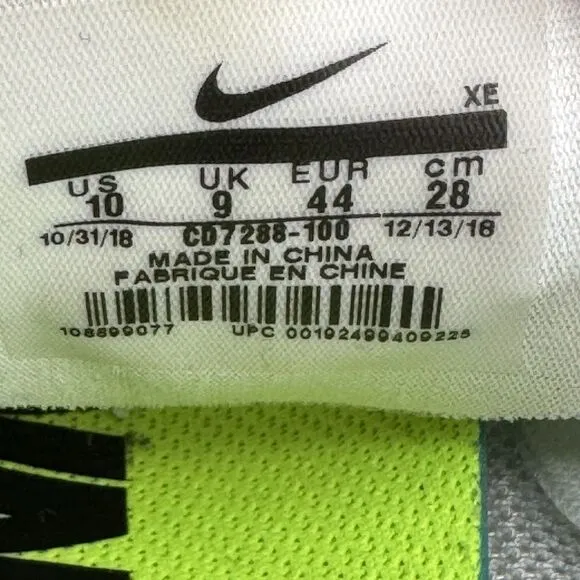 XE
US UK EUR cm
10 9 44 28
10/31/18 CD7288-100 12/13/18
MADE IN CHINA
FABRIQUE EN CHINE
108899077 UPC 00192499409225